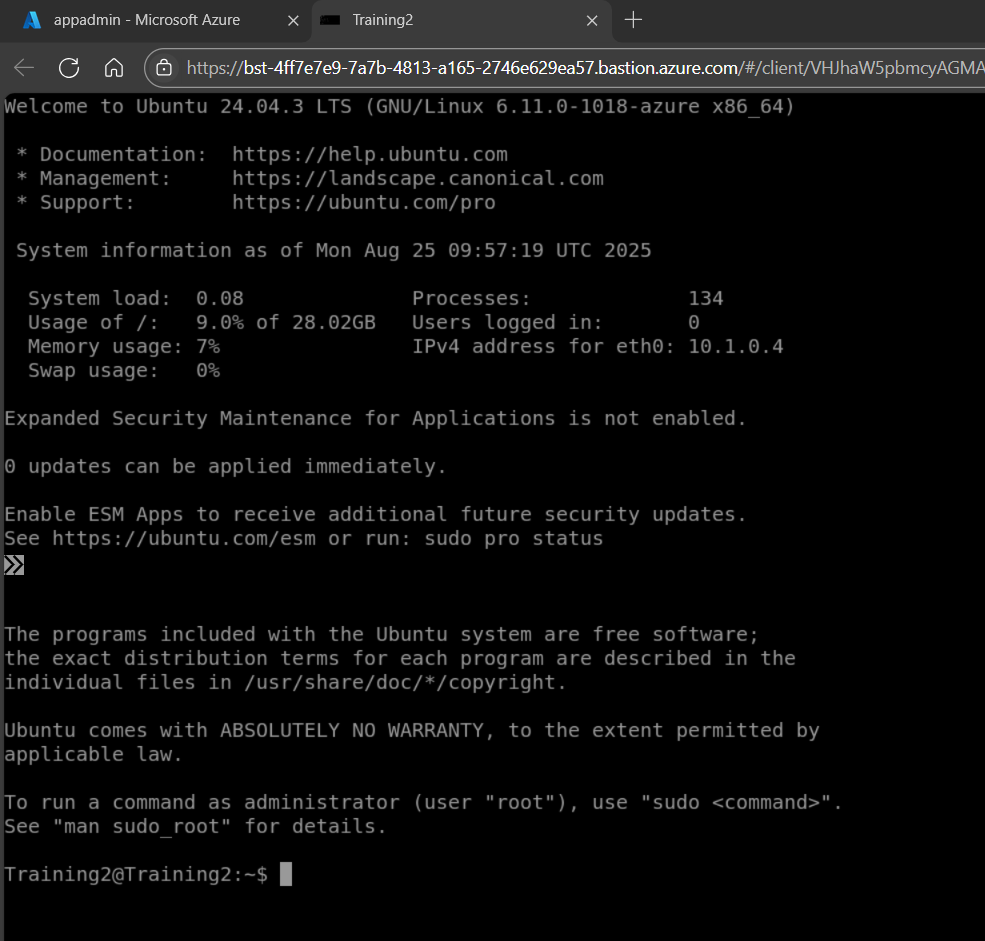 appadmin - Microsoft Azure
Training2
https://bst-4ff7e7e9-7a7b-4813-a165-2746e629ea57.bastion.azure.com/#/client/VHJhaW5pbmcyAGMA
Welcome to Ubuntu 24.04.3 LTS (GNU/Linux 6.11.0-1018-azure x86_64)
* Documentation: https://help.ubuntu.com
* Management: https://landscape.canonical.com
* Support: https://ubuntu.com/pro
System information as of Mon Aug 25 09:57:19 UTC 2025
System load: 0.08 Processes: 134
Usage of /: 9.0% of 28.02GB Users logged in: 0
Memory usage: 7% IPv4 address for eth0: 10.1.0.4
Swap usage: 0%
Expanded Security Maintenance for Applications is not enabled.
0 updates can be applied immediately.
Enable ESM Apps to receive additional future security updates.
See https://ubuntu.com/esm or run: sudo pro status
The programs included with the Ubuntu system are free software;
the exact distribution terms for each program are described in the
individual files in /usr/share/doc/*/copyright.
Ubuntu comes with ABSOLUTELY NO WARRANTY, to the extent permitted by
applicable law.
To run a command as administrator (user "root"), use "sudo <command>".
See "man sudo_root" for details.
Training2@Training2:~$